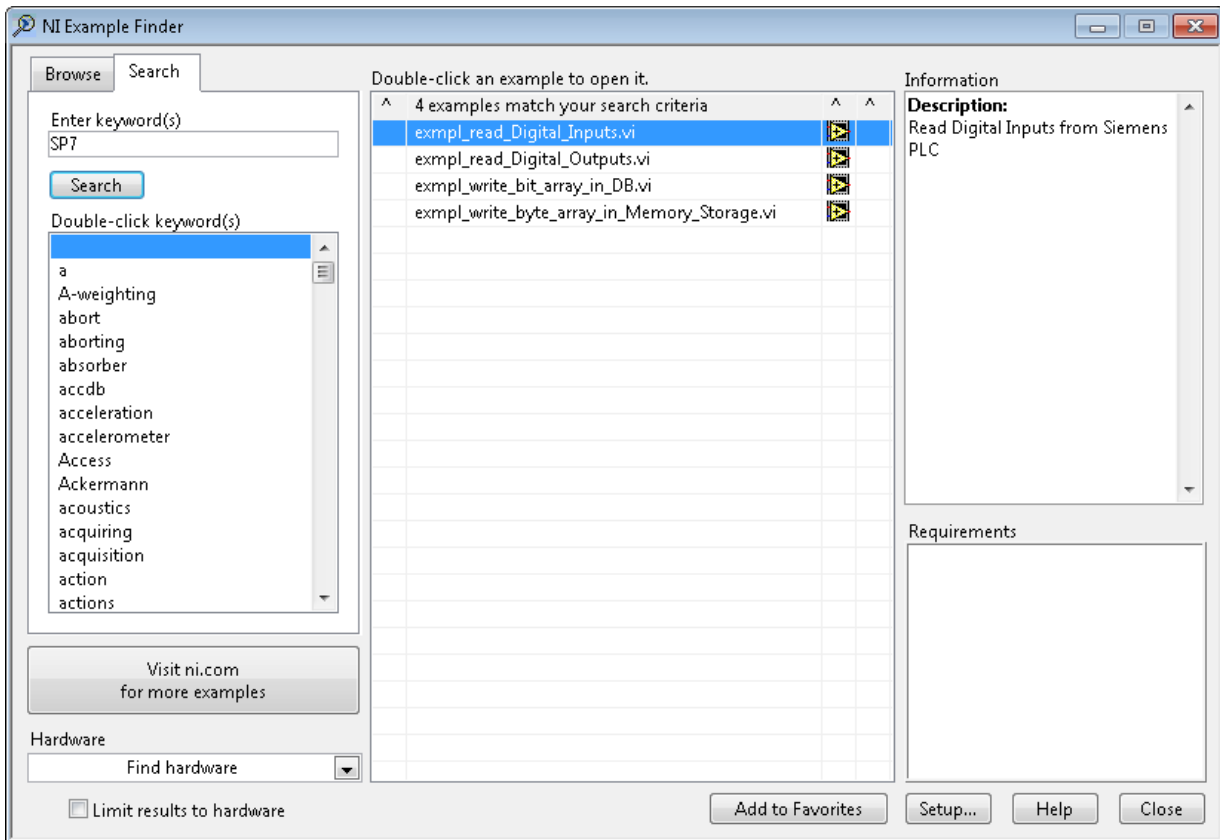 NI Example Finder
Browse
Search
Enter keyword(s)
SP7
Search
Double-click keyword(s)
a
A-weighting
abort
aborting
absorber
accdb
acceleration
accelerometer
Access
Ackermann
acoustics
acquiring
acquisition
action
actions
Visit ni.com
for more examples
Hardware
Find hardware
Limit results to hardware
Double-click an example to open it.
^ 4 examples match your search criteria ^ ^
exmpl_read_Digital_Inputs.vi
exmpl_read_Digital_Outputs.vi
exmpl_write_bit_array_in_DB.vi
exmpl_write_byte_array_in_Memory_Storage.vi
Information
Description:
Read Digital Inputs from Siemens
PLC
Requirements
Add to Favorites
Setup...
Help
Close